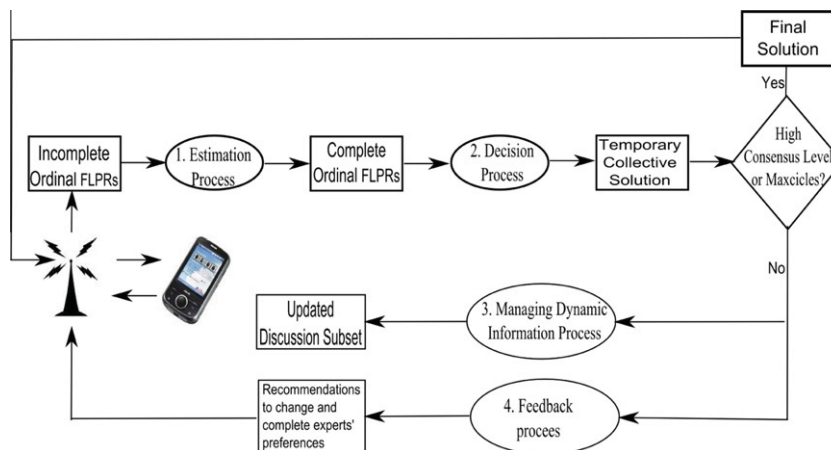 Final
Solution
Yes
High
Consensus Level
or Maxcicles?
Incomplete
Ordinal FLPRs
1. Estimation
Process
Complete
Ordinal FLPRs
2. Decision
Process
Temporary
Collective
Solution
No
Updated
Discussion Subset
3. Managing Dynamic
Information Process
Recommendations
to change and
complete experts'
preferences
4. Feedback
procees